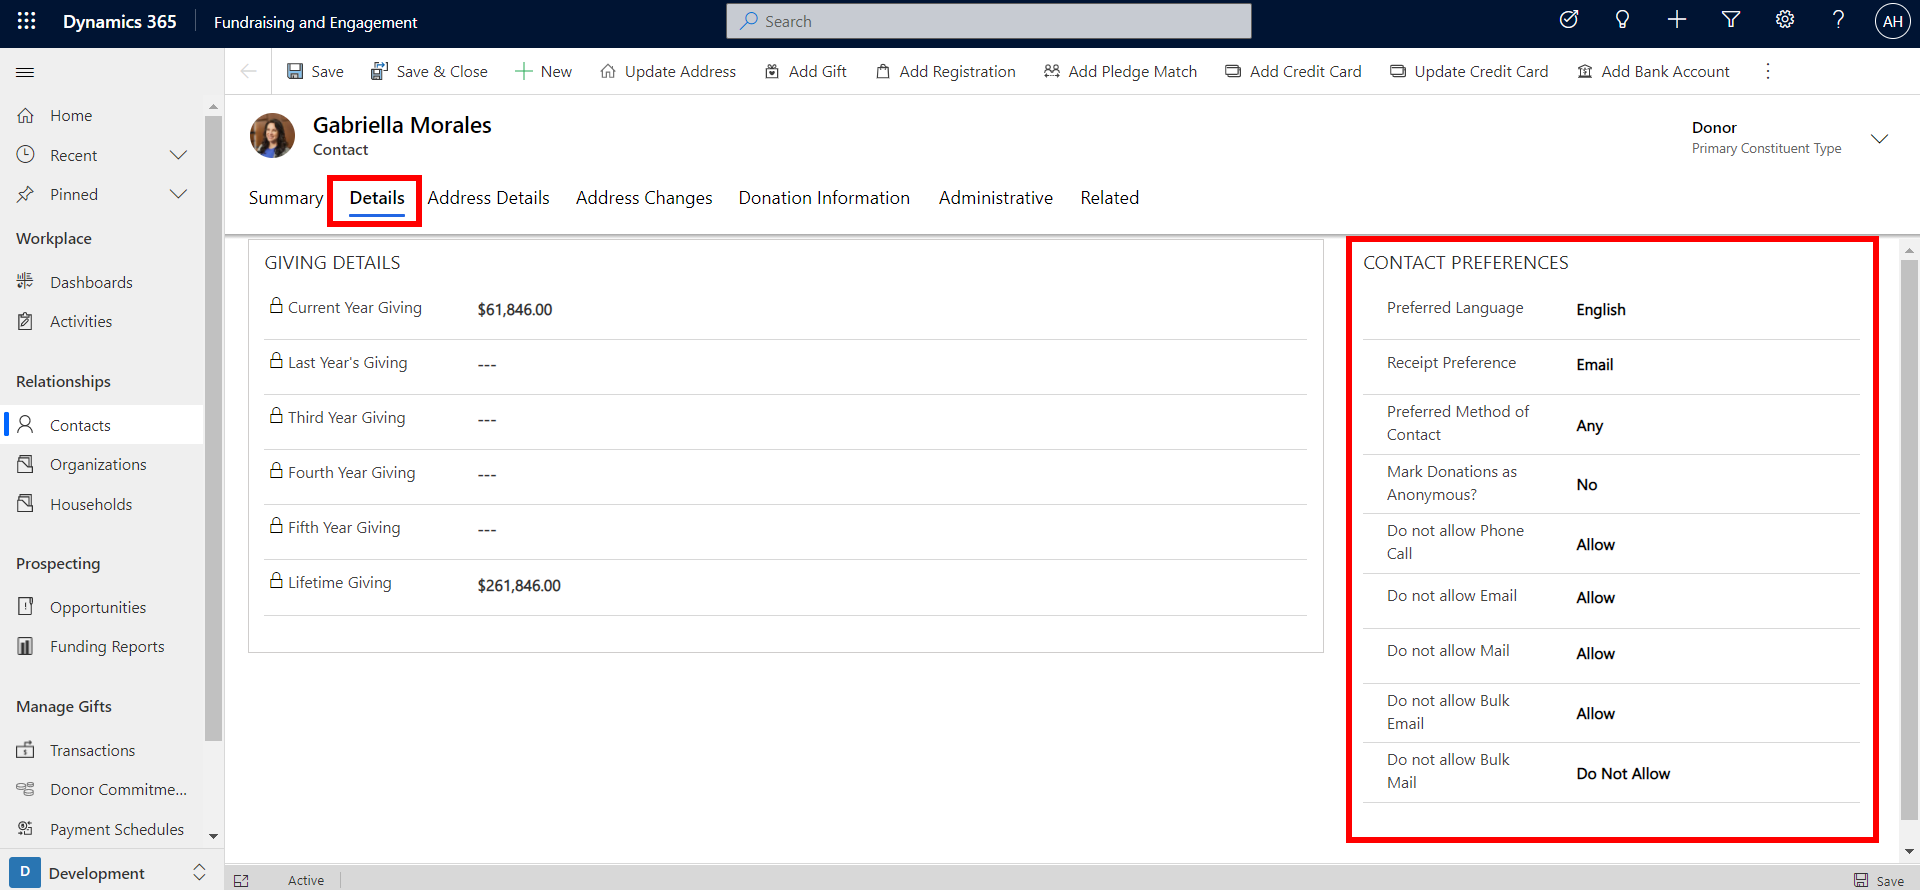 Dynamics 365
Fundraising and Engagement
Search
AH
Home
Recent
Pinned
Workplace
Dashboards
Activities
Relationships
Contacts
Organizations
Households
Prospecting
Opportunities
Funding Reports
Manage Gifts
Transactions
Donor Commitme...
Payment Schedules
D
Development
Save
Save & Close
New
Update Address
Add Gift
Add Registration
Add Pledge Match
Add Credit Card
Update Credit Card
Add Bank Account
Gabriella Morales
Contact
Donor
Primary Constituent Type
Summary
Details
Address Details
Address Changes
Donation Information
Administrative
Related
GIVING DETAILS
Current Year Giving
$61,846.00
Last Year's Giving
---
Third Year Giving
---
Fourth Year Giving
---
Fifth Year Giving
---
Lifetime Giving
$261,846.00
CONTACT PREFERENCES
Preferred Language
English
Receipt Preference
Email
Preferred Method of
Contact
Any
Mark Donations as
Anonymous?
No
Do not allow Phone
Call
Allow
Do not allow Email
Allow
Do not allow Mail
Allow
Do not allow Bulk
Email
Allow
Do not allow Bulk
Mail
Do Not Allow
Active
Save